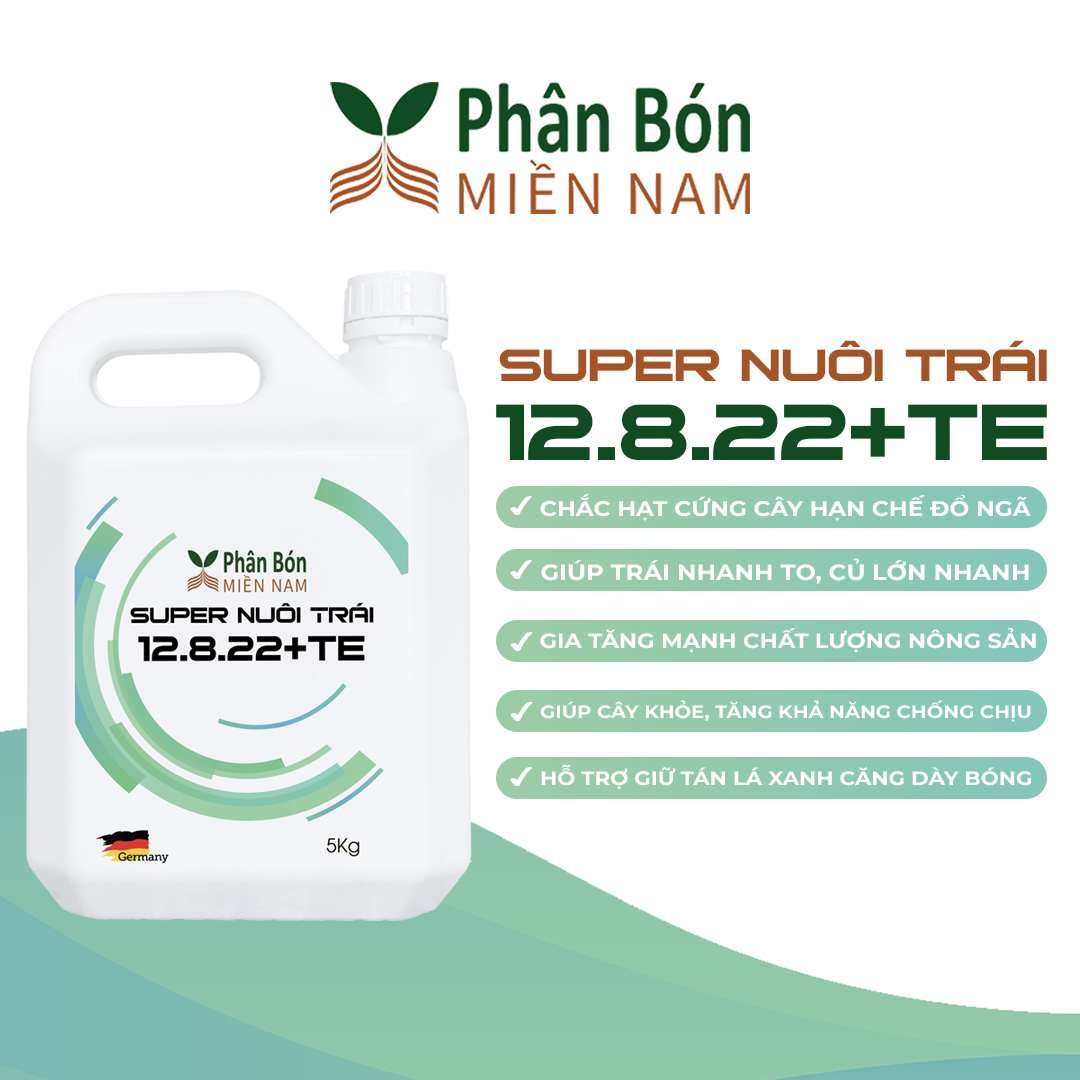 Phân Bón
MIỀN NAM
SUPER NUÔI TRÁI
12.8.22+TE
CHẮC HẠT CỨNG CÂY HẠN CHẾ ĐỔ NGÃ
GIÚP TRÁI NHANH TO, CỦ LỚN NHANH
GIA TĂNG MẠNH CHẤT LƯỢNG NÔNG SẢN
GIÚP CÂY KHỎE, TĂNG KHẢ NĂNG CHỐNG CHỊU
HỖ TRỢ GIỮ TÁN LÁ XANH CĂNG DÀY BÓNG
Phân Bón
MIỀN NAM
SUPER NUÔI TRÁI
12.8.22+TE
Germany
5Kg